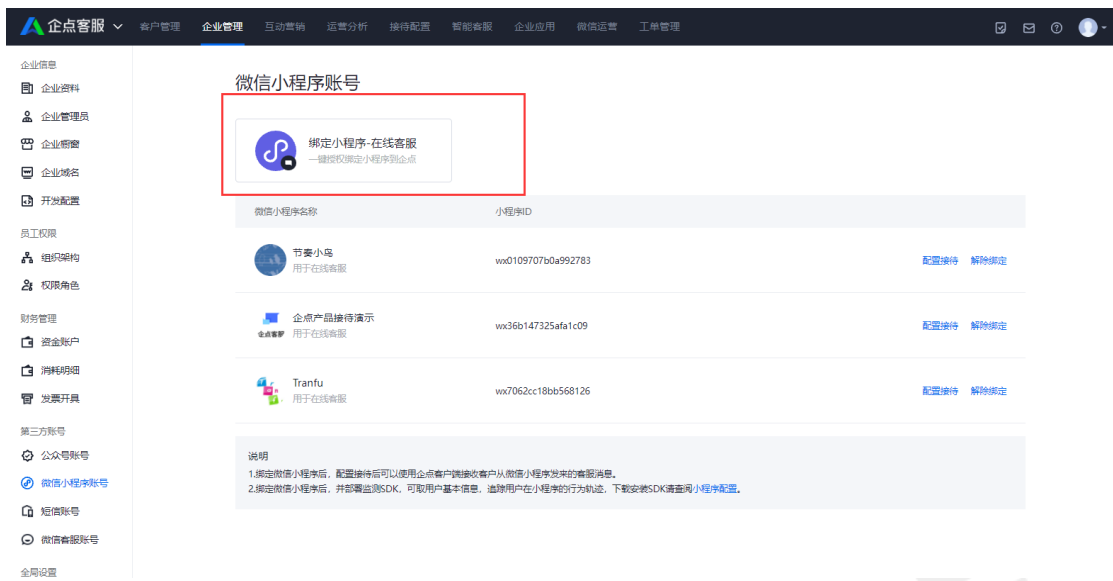 企点客服 客户管理 企业管理 互动营销 运营分析 接待配置 智能客服 企业应用 微信运营 工单管理
企业信息
企业资料
企业管理员
企业橱窗
企业域名
开发配置
员工权限
组织架构
权限角色
财务管理
资金账户
消耗明细
发票开具
第三方账号
公众号账号
微信小程序账号
短信账号
微信客服账号
全局设置
微信小程序账号
绑定小程序-在线客服
一键授权绑定小程序到企点
微信小程序名称 小程序ID
节奏小鸟
用于在线客服
wx0109707b0a992783 配置接待 解除绑定
企点产品接待演示
企点客服 用于在线客服
wx36b147325afa1c09 配置接待 解除绑定
Tranfu
用于在线客服
wx7062cc18bb568126 配置接待 解除绑定
说明
1.绑定微信小程序后，配置接待后可以使用企点客户端接收客户从微信小程序发来的客服消息。
2.绑定微信小程序后，并部署监测SDK，可取用户基本信息，追踪用户在小程序的行为轨迹，下载安装SDK请查阅小程序配置。